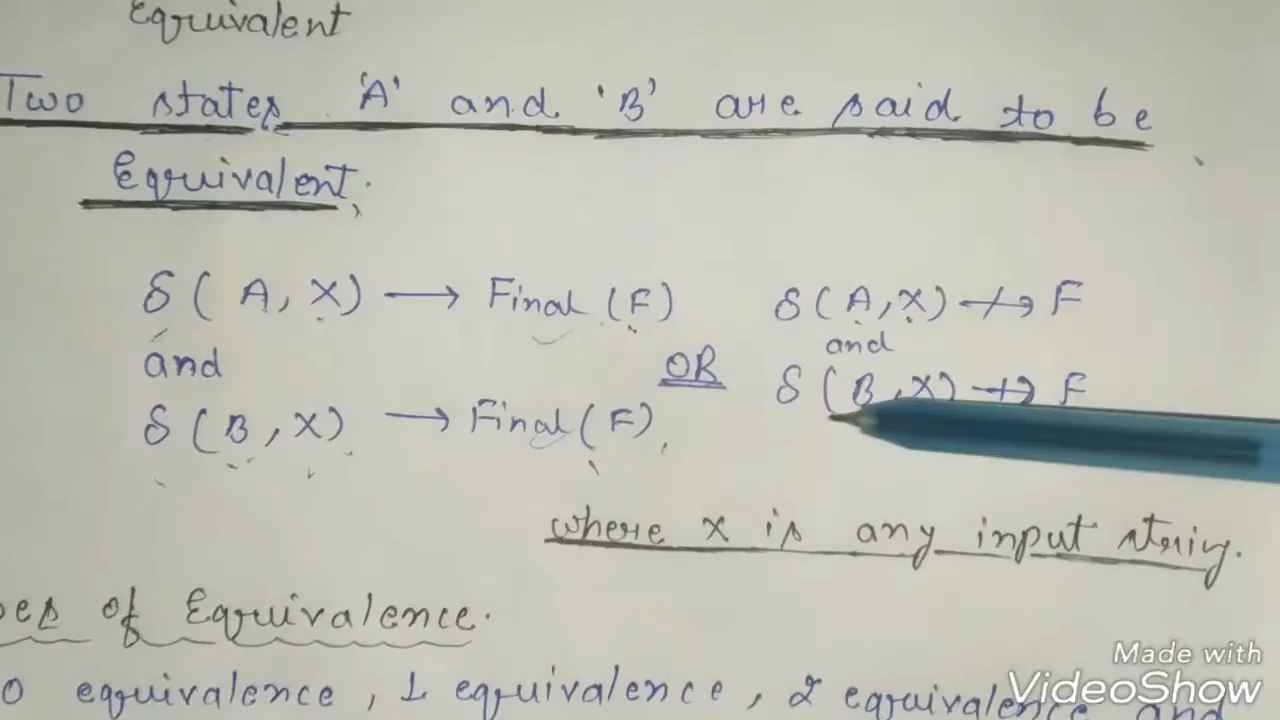 Equivalent
Two states 'A' and 'B' are said to be
Equivalent;
δ ( A, X) → Final (F)
and
δ ( B, X) → Final (F),
OR
δ (A, X) ↛ F
and
δ (B, X) ↛ F
where X is any input string.
of Equivalence.
0 equivalence, 1 equivalence, 2 equivalence and
Made with
VideoShow